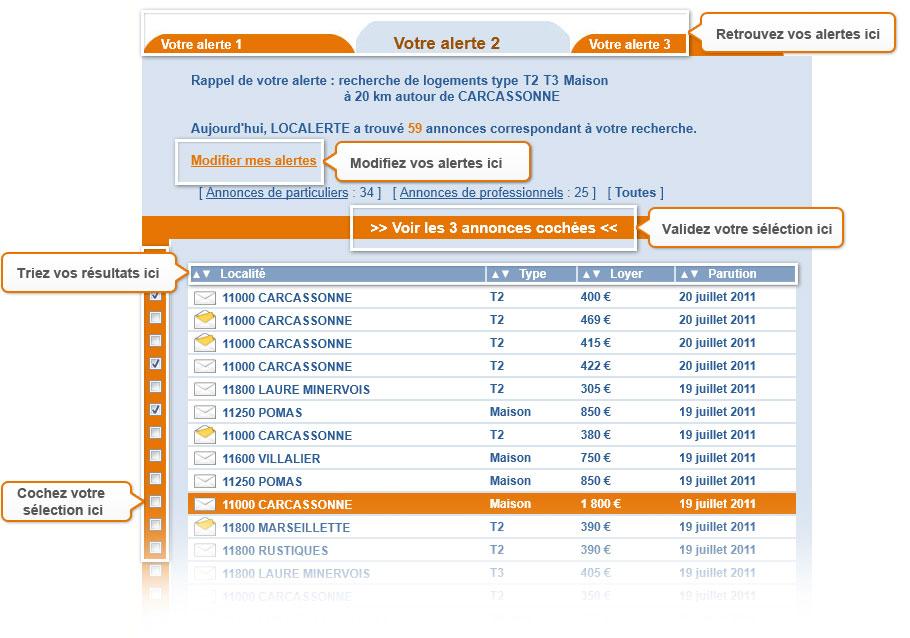 Votre alerte 1
Votre alerte 2
Votre alerte 3
Retrouvez vos alertes ici
Rappel de votre alerte : recherche de logements type T2 T3 Maison
à 20 km autour de CARCASSONNE
Aujourd'hui, LOCALERTE a trouvé 59 annonces correspondant à votre recherche.
Modifier mes alertes
Modifiez vos alertes ici
[ Annonces de particuliers : 34 ] [ Annonces de professionnels : 25 ] [ Toutes ]
>> Voir les 3 annonces cochées <<
Validez votre séléction ici
Triez vos résultats ici
▲▼ Localité ▲▼ Type ▲▼ Loyer ▲▼ Parution
11000 CARCASSONNE T2 400 € 20 juillet 2011
11000 CARCASSONNE T2 469 € 20 juillet 2011
11000 CARCASSONNE T2 415 € 20 juillet 2011
11000 CARCASSONNE T2 422 € 20 juillet 2011
11800 LAURE MINERVOIS T2 305 € 19 juillet 2011
11250 POMAS Maison 850 € 19 juillet 2011
11000 CARCASSONNE T2 380 € 19 juillet 2011
11600 VILLALIER Maison 750 € 19 juillet 2011
11250 POMAS Maison 850 € 19 juillet 2011
Cochez votre
sélection ici
11000 CARCASSONNE Maison 1 800 € 19 juillet 2011
11800 MARSEILLETTE T2 390 € 19 juillet 2011
11800 RUSTIQUES T2 390 € 19 juillet 2011
11800 LAURE MINERVOIS T3 405 € 19 juillet 2011
11000 CARCASSONNE T2 350 € 19 juillet 2011